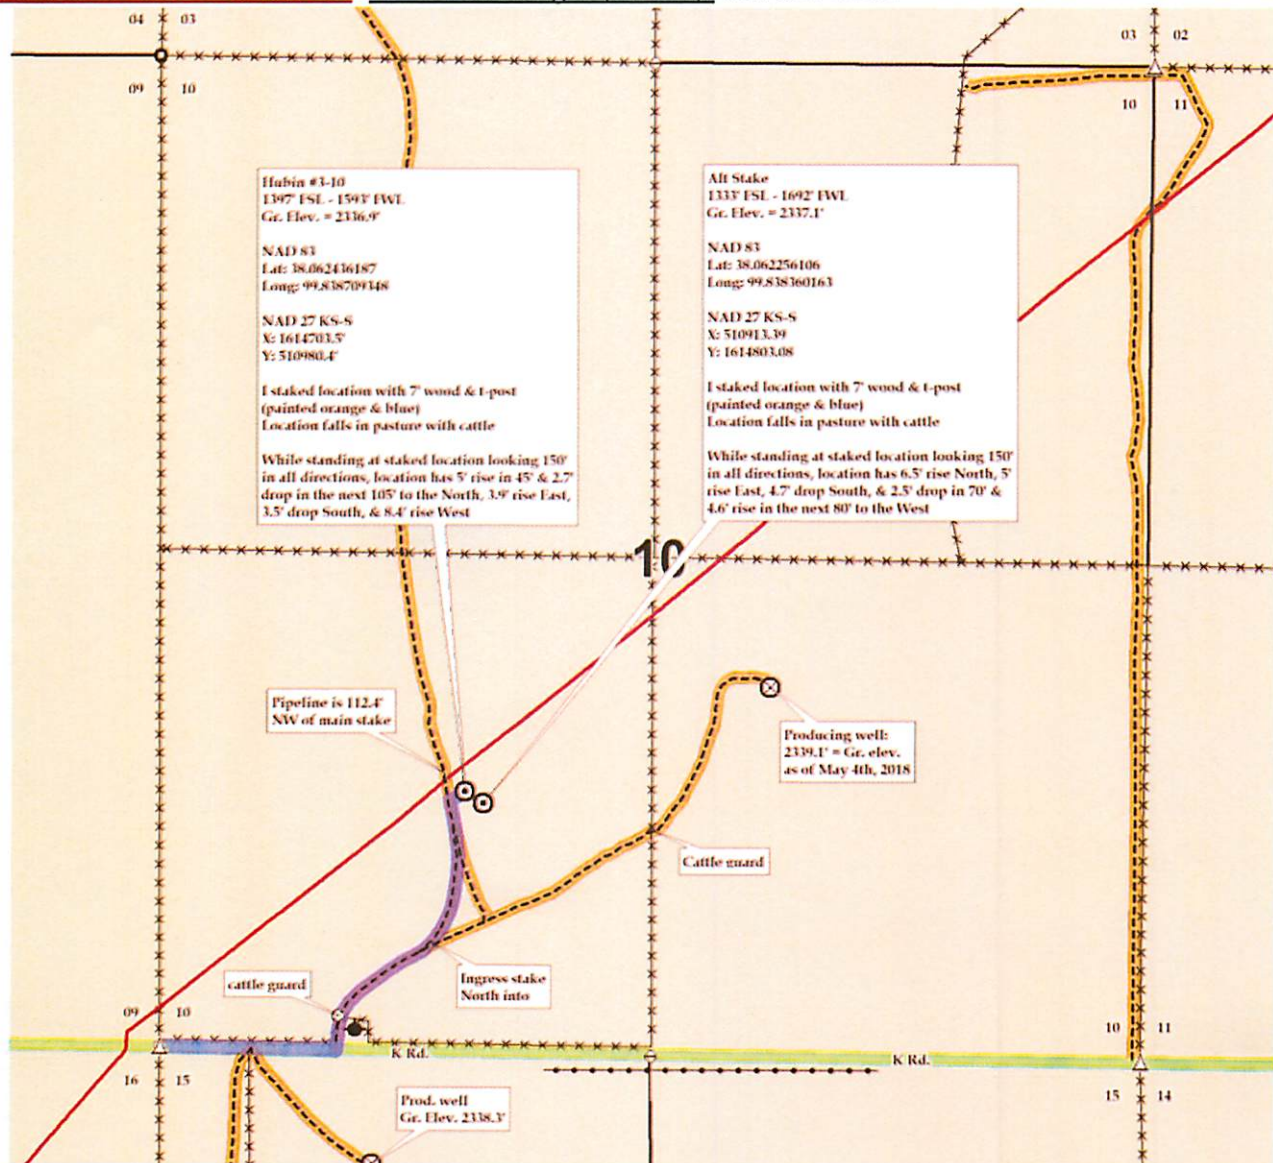 04 03
03 02
09 10
10 11
Hubin #3-10
1397' FSL - 1593' FWL
Gr. Elev. = 2336.9'
NAD 83
Lat: 38.062436187
Long: 99.838709348
NAD 27 KS-S
X: 1614703.5'
Y: 510980.4'
I staked location with 7' wood & t-post
(painted orange & blue)
Location falls in pasture with cattle
While standing at staked location looking 150'
in all directions, location has 5' rise in 45' & 2.7'
drop in the next 105' to the North, 3.9' rise East,
3.5' drop South, & 8.4' rise West
Alt Stake
1333' FSL - 1692' FWL
Gr. Elev. = 2337.1'
NAD 83
Lat: 38.062256106
Long: 99.838360163
NAD 27 KS-S
X: 510913.39
Y: 1614803.08
I staked location with 7' wood & t-post
(painted orange & blue)
Location falls in pasture with cattle
While standing at staked location looking 150'
in all directions, location has 6.5' rise North, 5'
rise East, 4.7' drop South, & 2.5' drop in 70' &
4.6' rise in the next 80' to the West
10
Pipeline is 112.4'
NW of main stake
Producing well:
2339.1' = Gr. elev.
as of May 4th, 2018
Cattle guard
Ingress stake
North into
cattle guard
09 10
10 11
K Rd.
K Rd.
16 15
15 14
Prod. well
Gr. Elev. 2338.3'